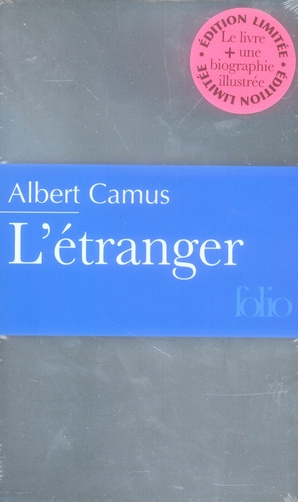 ÉDITION LIMITÉE •
Le livre
+ une
biographie
illustrée
ÉDITION LIMITÉE •
Albert Camus
L'étranger
folio